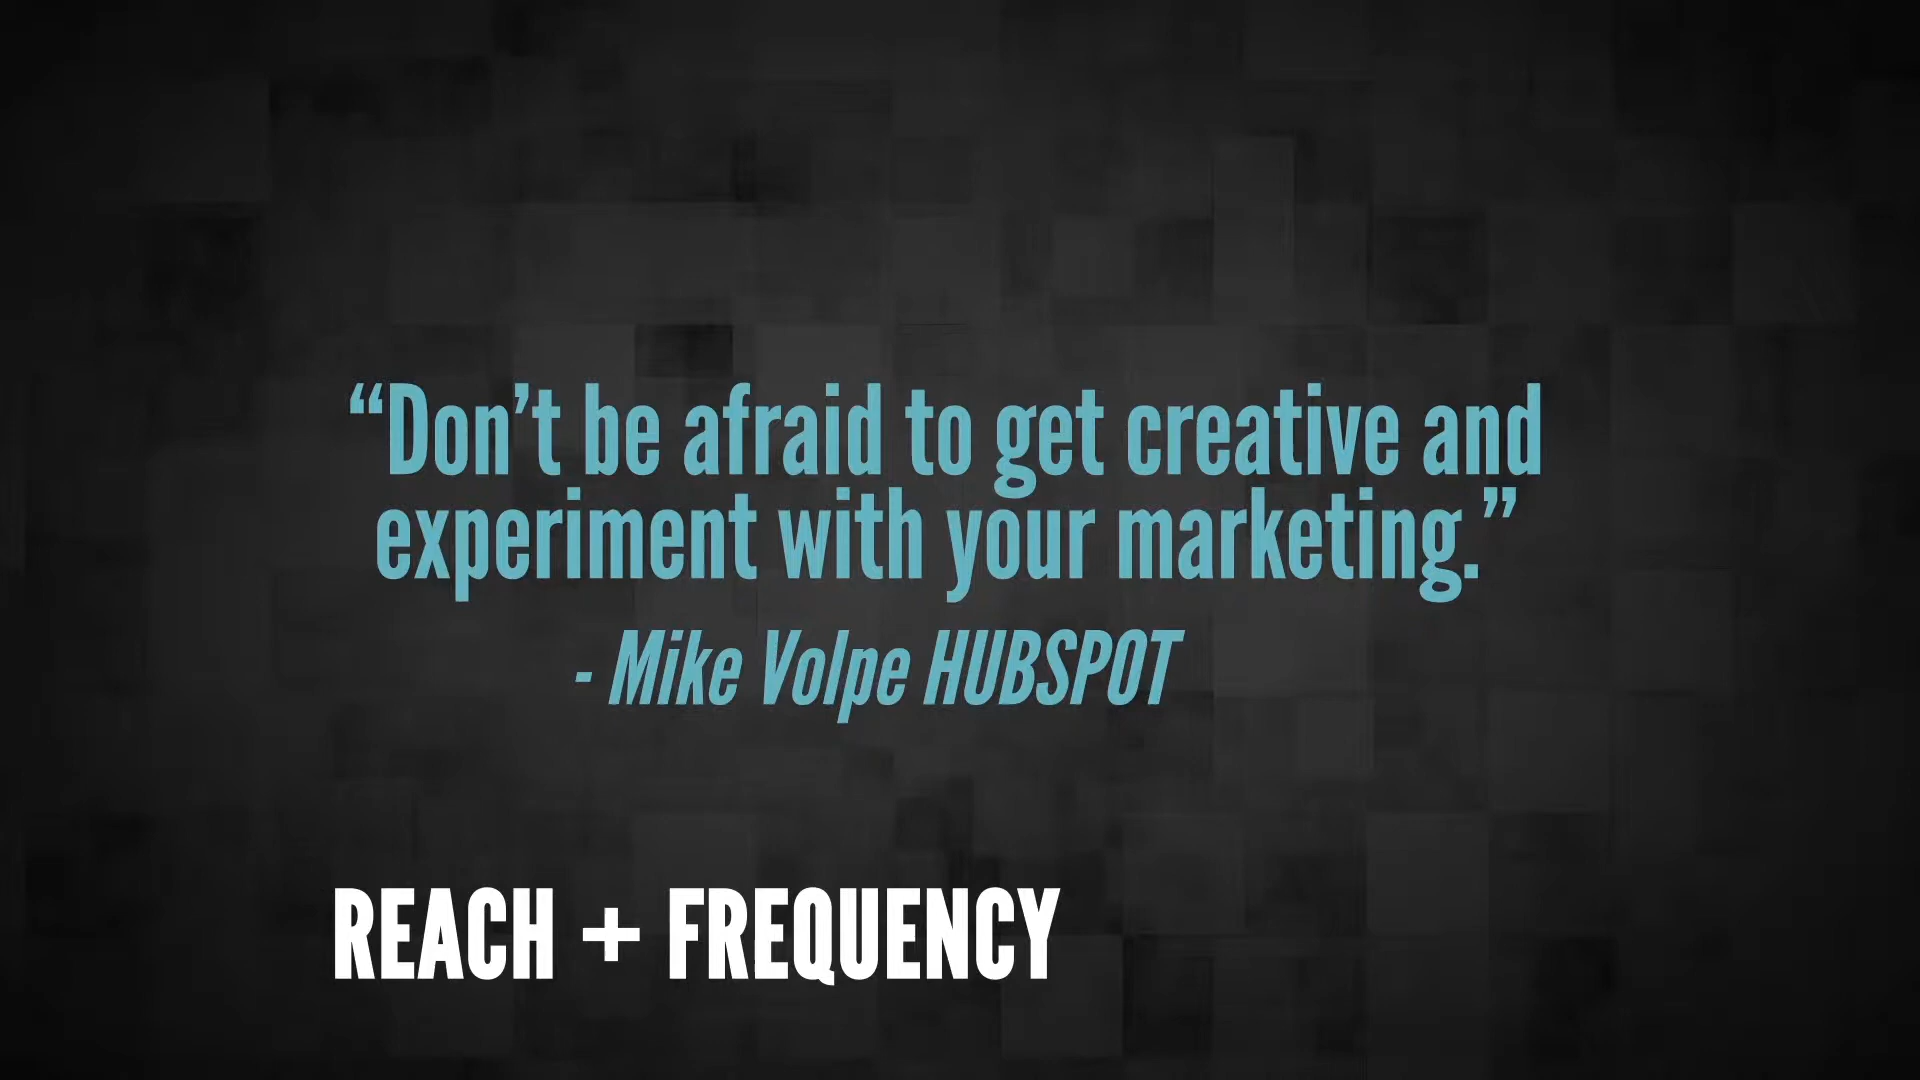 “Don’t be afraid to get creative and
experiment with your marketing.”
- Mike Volpe HUBSPOT
REACH + FREQUENCY